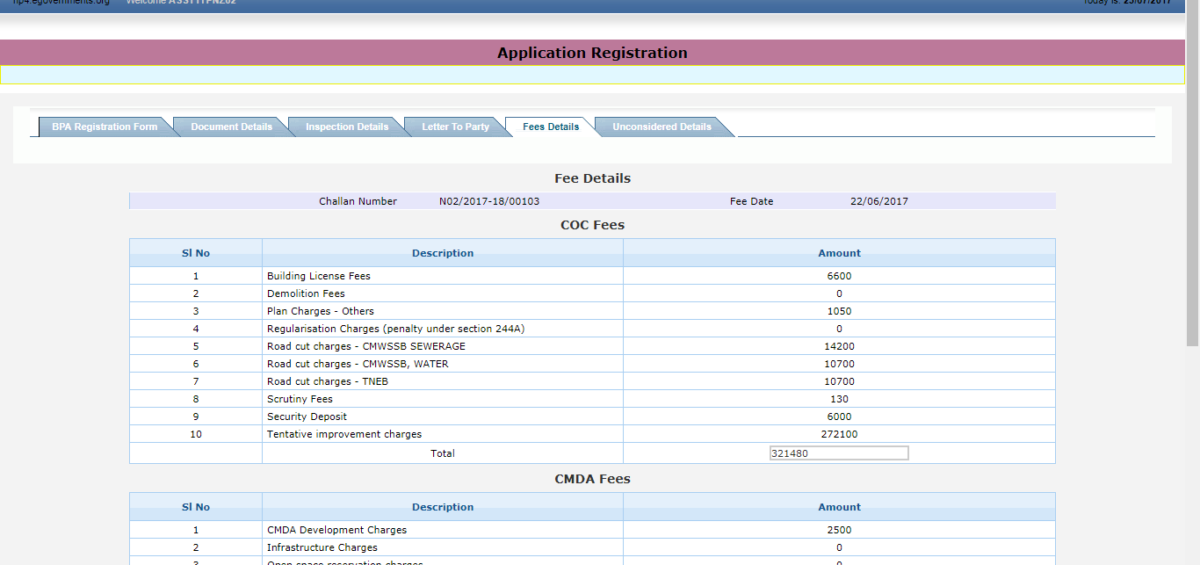 np4.egovernments.org Welcome Today is: 23/07/2017
Application Registration
BPA Registration Form Document Details Inspection Details Letter To Party Fees Details Unconsidered Details
Fee Details
Challan Number N02/2017-18/00103 Fee Date 22/06/2017
COC Fees
Sl No Description Amount
1 Building License Fees 6600
2 Demolition Fees 0
3 Plan Charges - Others 1050
4 Regularisation Charges (penalty under section 244A) 0
5 Road cut charges - CMWSSB SEWERAGE 14200
6 Road cut charges - CMWSSB, WATER 10700
7 Road cut charges - TNEB 10700
8 Scrutiny Fees 130
9 Security Deposit 6000
10 Tentative improvement charges 272100
Total 321480
CMDA Fees
Sl No Description Amount
1 CMDA Development Charges 2500
2 Infrastructure Charges 0
3 Open space reservation charges 0